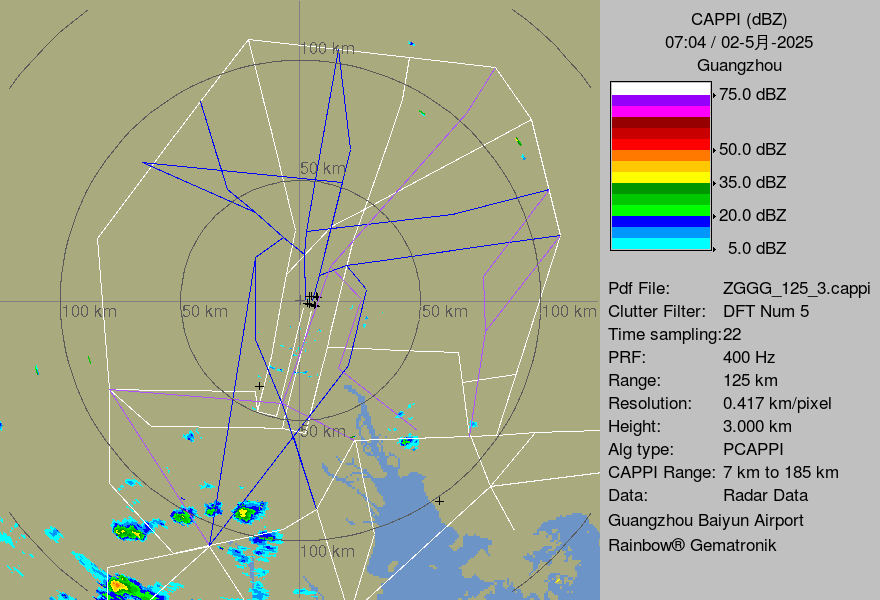 100 km
50 km
100 km
50 km
50 km
100 km
50 km
100 km
CAPPI (dBZ)
07:04 / 02-5月-2025
Guangzhou
75.0 dBZ
50.0 dBZ
35.0 dBZ
20.0 dBZ
5.0 dBZ
Pdf File: ZGGG_125_3.cappi
Clutter Filter: DFT Num 5
Time sampling:22
PRF: 400 Hz
Range: 125 km
Resolution: 0.417 km/pixel
Height: 3.000 km
Alg type: PCAPPI
CAPPI Range: 7 km to 185 km
Data: Radar Data
Guangzhou Baiyun Airport
Rainbow® Gematronik